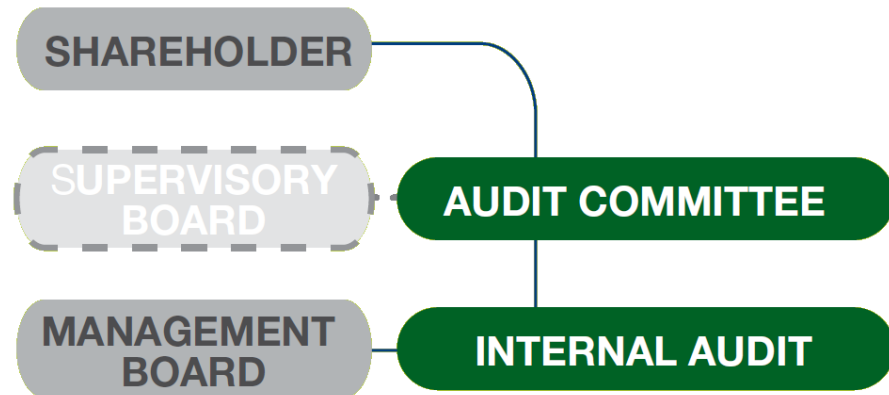 SHAREHOLDER
SUPERVISORY
BOARD
AUDIT COMMITTEE
MANAGEMENT
BOARD
INTERNAL AUDIT